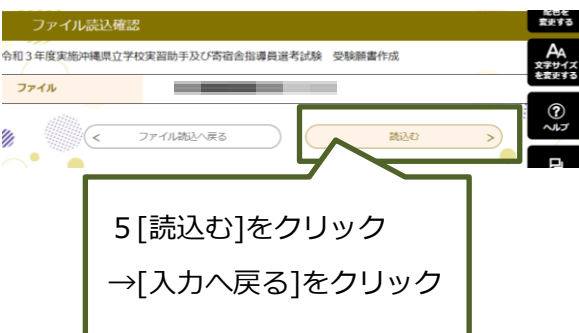 ファイル読込確認
配色を
変更する
令和3年度実施沖縄県立学校実習助手及び寄宿舎指導員選考試験 受験願書作成
AA
文字サイズ
を変更する
ファイル
?
ヘルプ
< ファイル読込へ戻る
読込む >
5[読込む]をクリック
→[入力へ戻る]をクリック